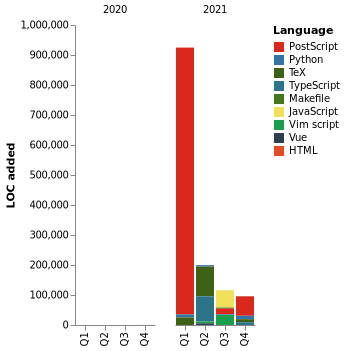 2020 2021
Language
PostScript
Python
TeX
TypeScript
Makefile
JavaScript
Vim script
Vue
HTML
LOC added
1,000,000
900,000
800,000
700,000
600,000
500,000
400,000
300,000
200,000
100,000
0
Q1 Q2 Q3 Q4 Q1 Q2 Q3 Q4